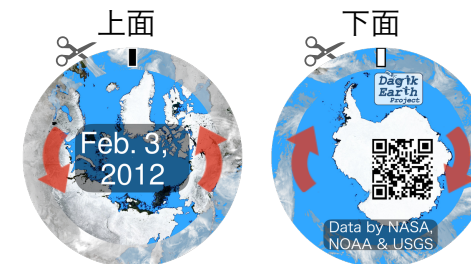 上面
下面
Feb. 3,
2012
Dagik
Earth
Project
Data by NASA,
NOAA & USGS